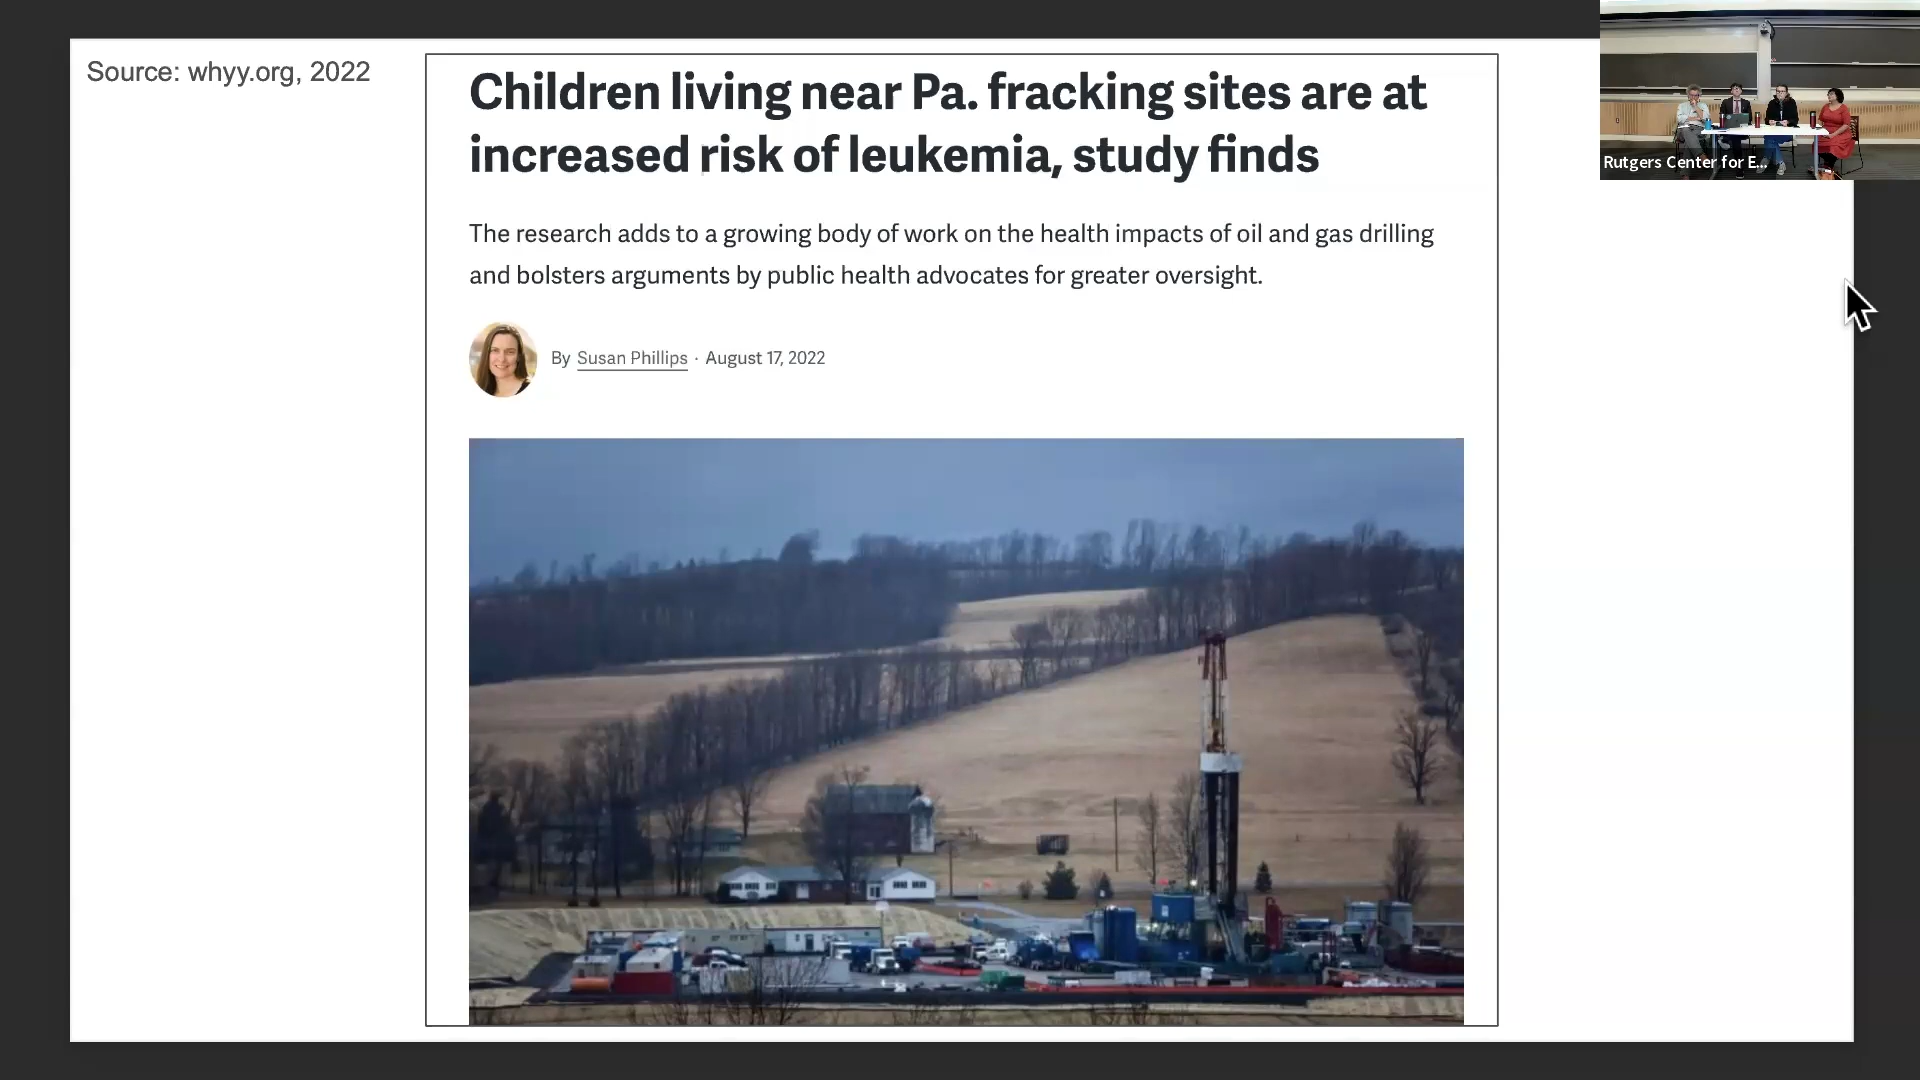 Source: whyy.org, 2022
Children living near Pa. fracking sites are at
increased risk of leukemia, study finds
The research adds to a growing body of work on the health impacts of oil and gas drilling
and bolsters arguments by public health advocates for greater oversight.
By Susan Phillips · August 17, 2022
Rutgers Center for E...